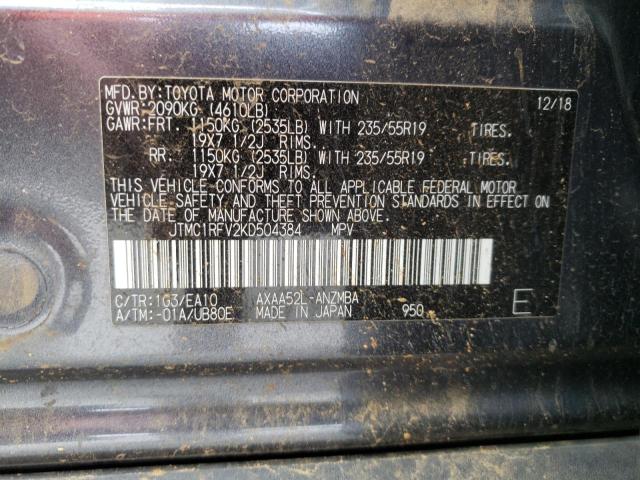 MFD.BY:TOYOTA MOTOR CORPORATION 12/18
GVWR:2090KG (4610LB)
GAWR:FRT. 1150KG (2535LB) WITH 235/55R19 TIRES.
19X7 1/2J RIMS.
RR: 1150KG (2535LB) WITH 235/55R19 TIRES.
19X7 1/2J RIMS.
THIS VEHICLE CONFORMS TO ALL APPLICABLE FEDERAL MOTOR
VEHICLE SAFETY AND THEFT PREVENTION STANDARDS IN EFFECT ON
THE DATE OF MANUFACTURE SHOWN ABOVE.
JTMC1RFV2KD504384 MPV
C/TR:1G3/EA10 AXAA52L-ANZMBA
A/TM:-01A/UB80E MADE IN JAPAN 950 E